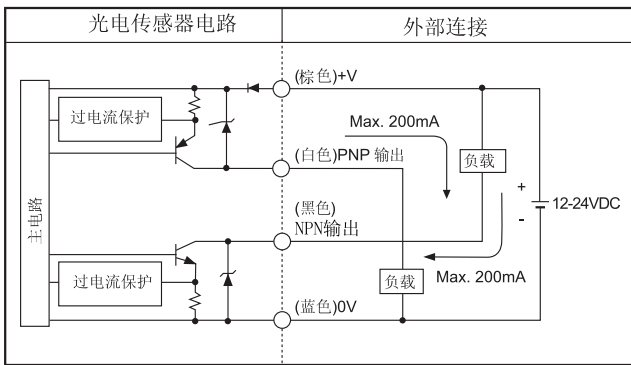 光电传感器电路
外部连接
(棕色)+V
过电流保护
Max. 200mA
负载
(白色)PNP 输出
+
12-24VDC
-
主电路
(黑色)
NPN输出
过电流保护
负载
Max. 200mA
(蓝色)0V